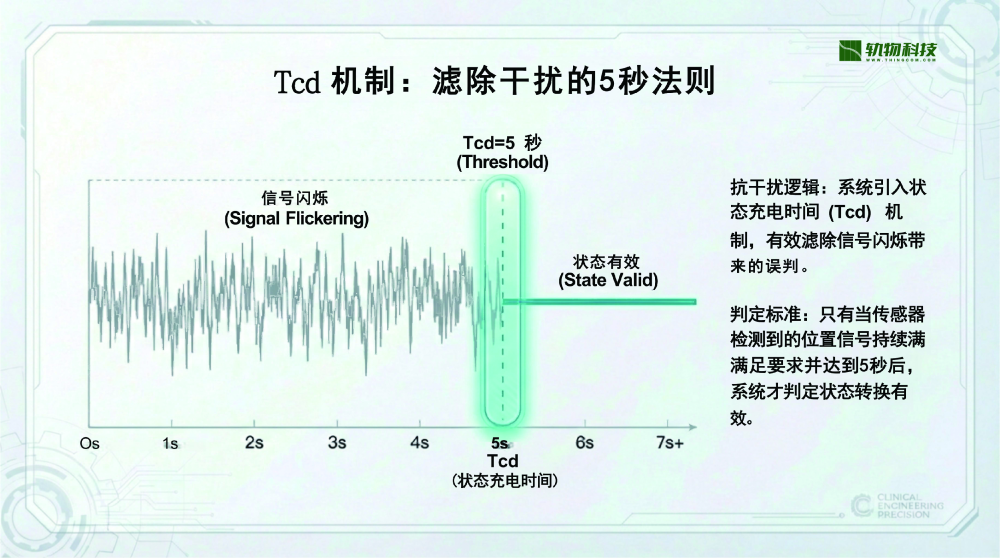 轨物科技
WWW.THINGCOM.COM
Tcd 机制：滤除干扰的5秒法则
Tcd=5 秒
(Threshold)
信号闪烁
(Signal Flickering)
状态有效
(State Valid)
抗干扰逻辑：系统引入状
态充电时间 (Tcd) 机
制，有效滤除信号闪烁带
来的误判。
判定标准：只有当传感器
检测到的位置信号持续满
满足要求并达到5秒后，
系统才判定状态转换有
效。
0s 1s 2s 3s 4s 5s 6s 7s+
Tcd
(状态充电时间)
CLINICAL
ENGINEERING
PRECISION